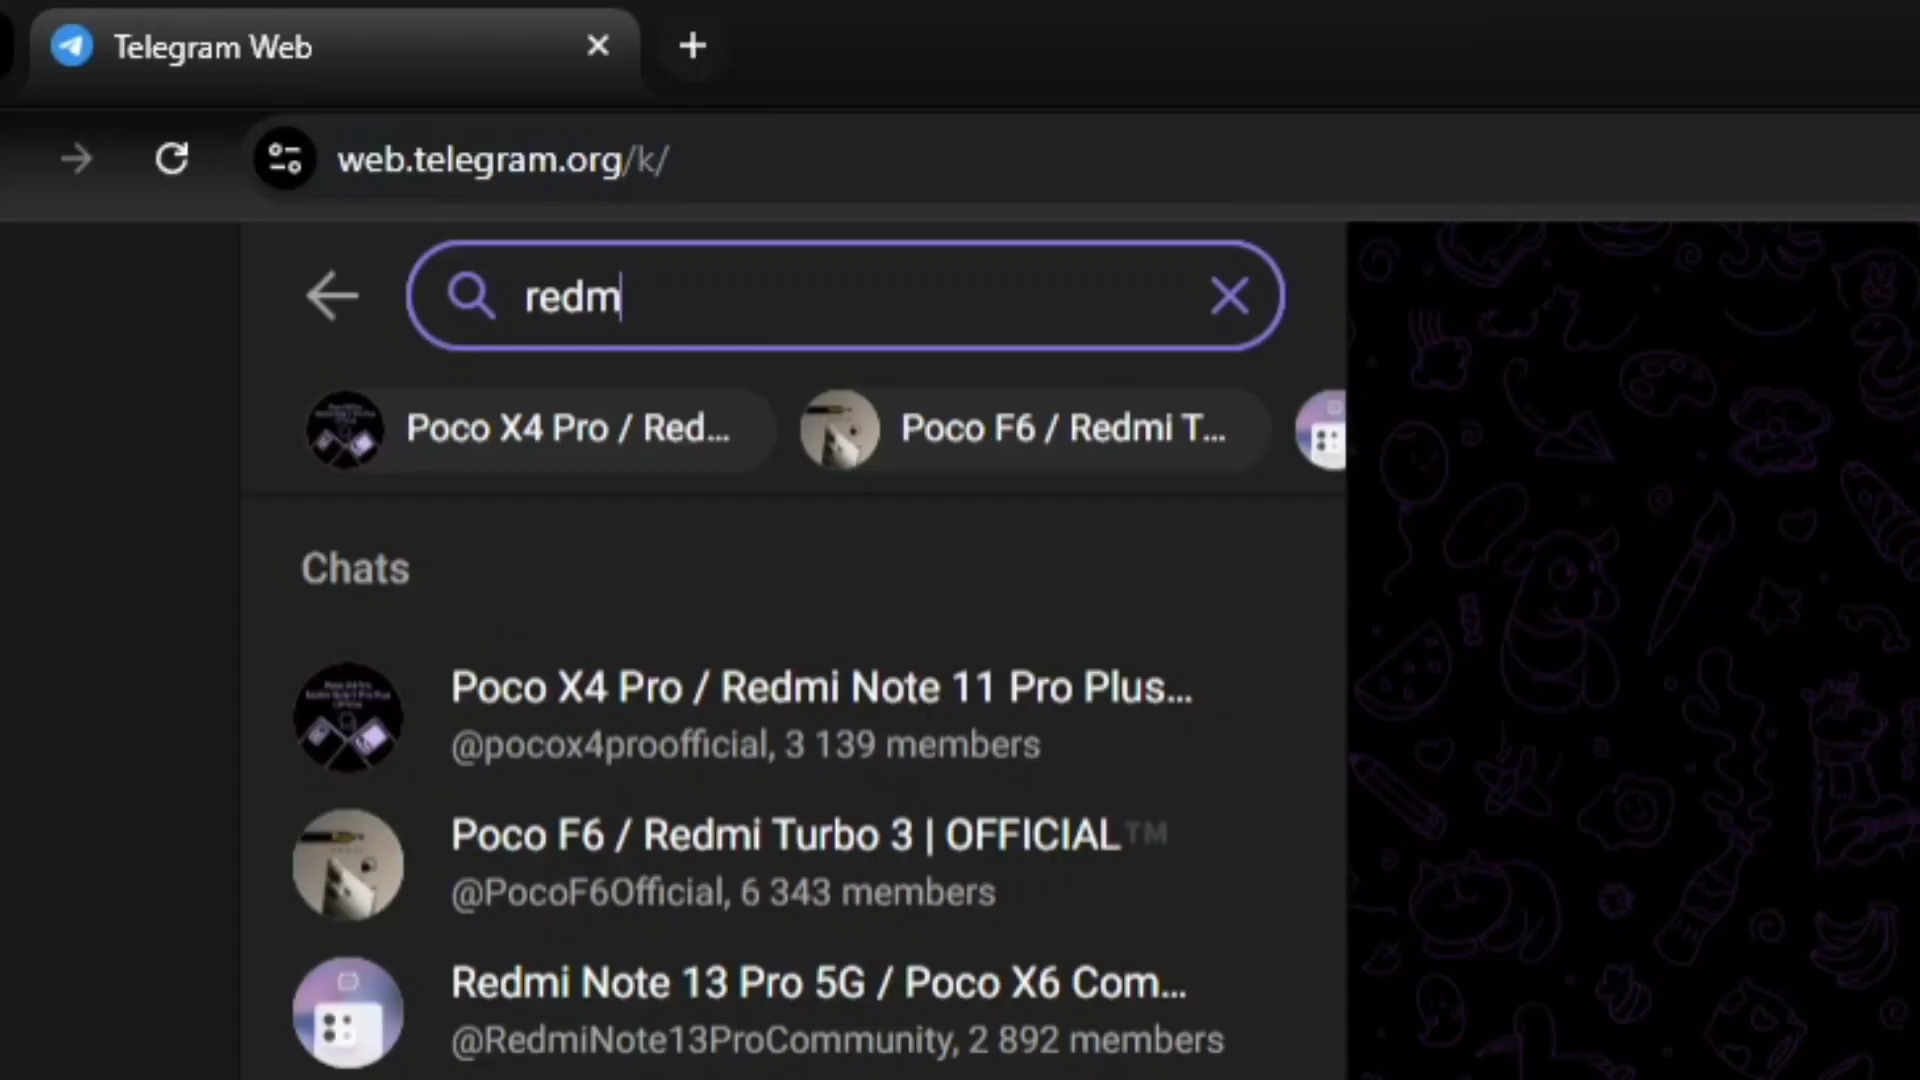 Telegram Web
web.telegram.org/k/
redm
Poco X4 Pro / Red...
Poco F6 / Redmi T...
Chats
Poco X4 Pro / Redmi Note 11 Pro Plus...
@pocox4proofficial, 3 139 members
Poco F6 / Redmi Turbo 3 | OFFICIAL™
@PocoF6Official, 6 343 members
Redmi Note 13 Pro 5G / Poco X6 Com...
@RedmiNote13ProCommunity, 2 892 members